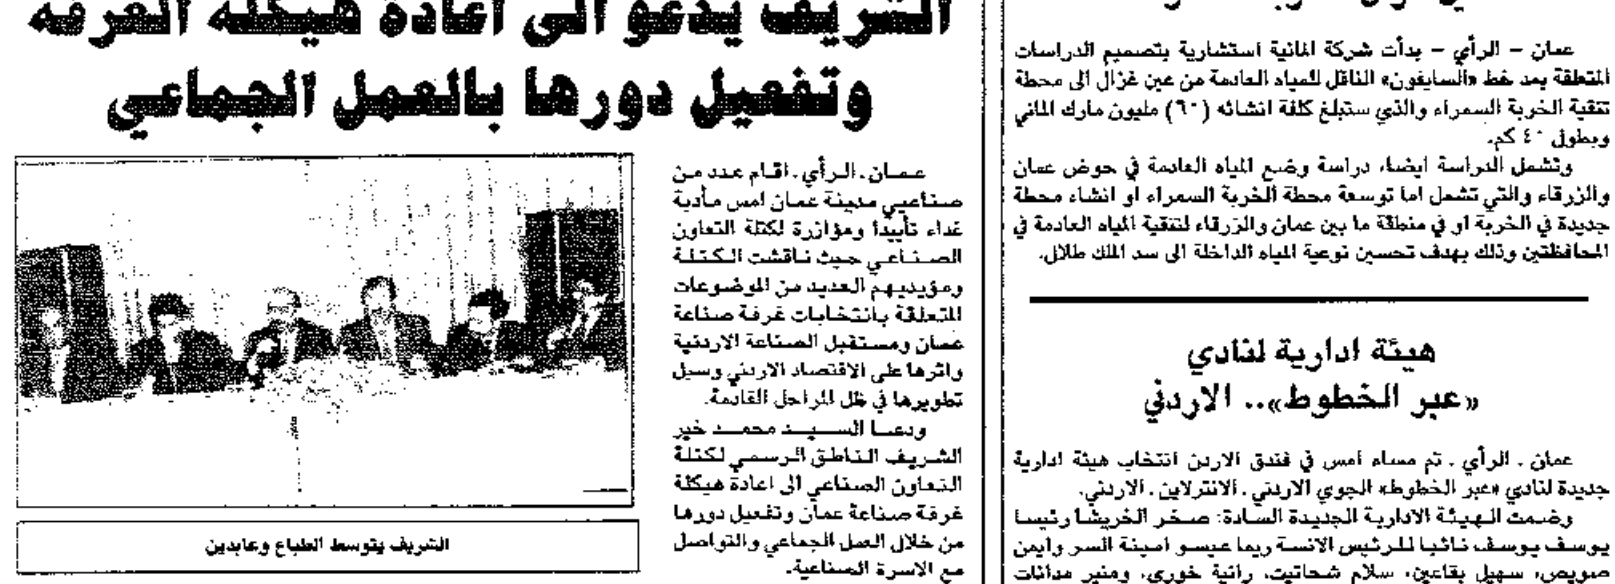 عمان - الرأي - بدأت شركة المانية استشارية بتصميم الدراسات
المتعلقة بمد خط «السايفون» الناقل للمياه العادمة من عين غزال الى محطة
تنقية الخربة السمراء والذي ستبلغ كلفة انشائه (٦٠) مليون مارك الماني
وبطول ٤٠ كم.
وتشمل الدراسة ايضا، دراسة وضع المياه العادمة في حوض عمان
والزرقاء والتي تشمل اما توسعة محطة الخربة السمراء او انشاء محطة
جديدة في الخربة او في منطقة ما بين عمان والزرقاء لتنقية المياه العادمة في
المحافظتين وذلك بهدف تحسين نوعية المياه الداخلة الى سد الملك طلال.
هيئة ادارية لنادي
«عبر الخطوط».. الاردني
عمان . الرأي . تم مساء امس في فندق الاردن انتخاب هيئة ادارية
جديدة لنادي «عبر الخطوط» الجوي الاردني . الانترلاين . الاردني.
وضمت الهيئة الادارية الجديدة السادة: صخر الخريشا رئيسا
يوسف يوسف نائبا للرئيس الانسة ريما عيسو امينة السر وايمن
صويص، سهيل بقاعين، سلام شحاتيت، رانية خوري، ومنير مدانات
الشريف يدعو الى اعادة هيكلة الغرفة
وتفعيل دورها بالعمل الجماعي
عمان . الرأي . اقام عدد من
صناعيي مدينة عمان امس مأدبة
غداء تأييدا ومؤازرة لكتلة التعاون
الصناعي حيث ناقشت الكتلة
ومؤيديهم العديد من الموضوعات
المتعلقة بانتخابات غرفة صناعة
عمان ومستقبل الصناعة الاردنية
واثرها على الاقتصاد الاردني وسبل
تطويرها في ظل المراحل القادمة.
ودعا السيد محمد خير
الشريف الناطق الرسمي لكتلة
التعاون الصناعي الى اعادة هيكلة
غرفة صناعة عمان وتفعيل دورها
من خلال العمل الجماعي والتواصل
مع الاسرة الصناعية.
الشريف يتوسط الطباع وعابدين